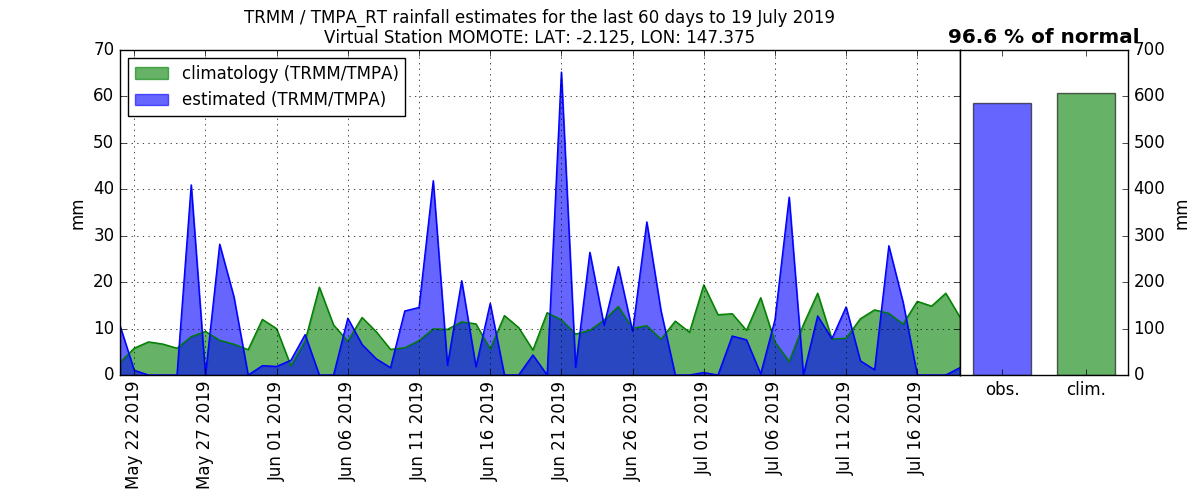 TRMM / TMPA_RT rainfall estimates for the last 60 days to 19 July 2019
Virtual Station MOMOTE: LAT: -2.125, LON: 147.375
96.6 % of normal
climatology (TRMM/TMPA)
estimated (TRMM/TMPA)
mm
70
60
50
40
30
20
10
0
700
600
500
400
300
200
100
0
mm
May 22 2019
May 27 2019
Jun 01 2019
Jun 06 2019
Jun 11 2019
Jun 16 2019
Jun 21 2019
Jun 26 2019
Jul 01 2019
Jul 06 2019
Jul 11 2019
Jul 16 2019
obs.
clim.